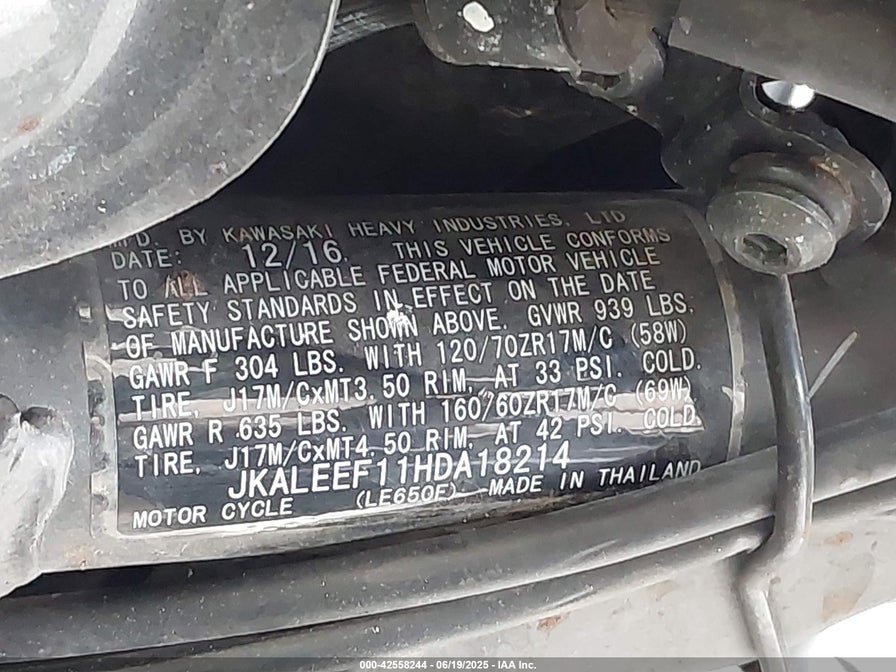 MFD. BY KAWASAKI HEAVY INDUSTRIES, LTD
DATE: 12/16. THIS VEHICLE CONFORMS
TO ALL APPLICABLE FEDERAL MOTOR VEHICLE
SAFETY STANDARDS IN EFFECT ON THE DATE
OF MANUFACTURE SHOWN ABOVE. GVWR 939 LBS.
GAWR F 304 LBS. WITH 120/70ZR17M/C (58W)
TIRE, J17M/CxMT3.50 RIM, AT 33 PSI. COLD.
GAWR R 635 LBS. WITH 160/60ZR17M/C (69W)
TIRE, J17M/CxMT4.50 RIM, AT 42 PSI. COLD.
JKALEEF11HDA18214
MOTOR CYCLE (LE650F) MADE IN THAILAND
000-42558244 - 06/19/2025 - IAA Inc.